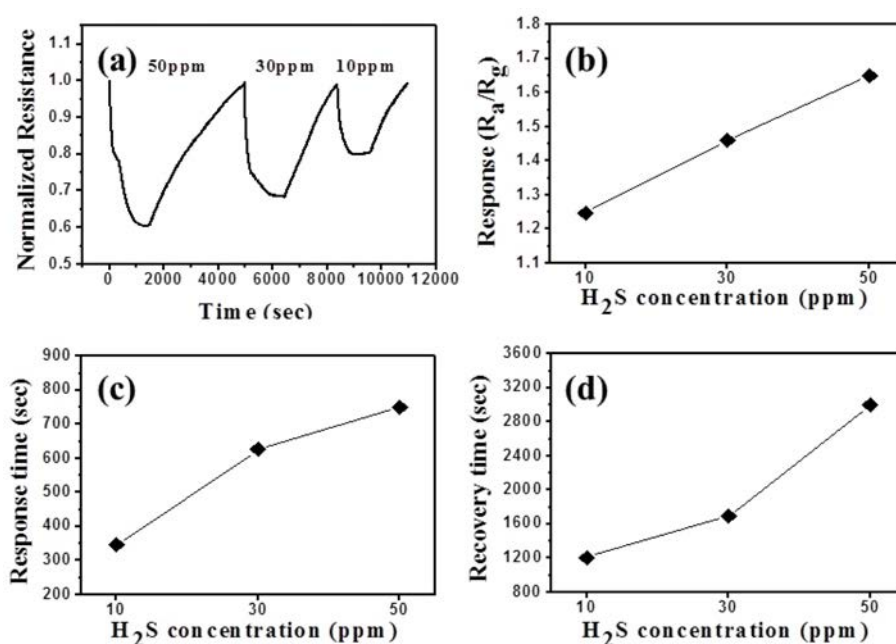 (a)
50ppm 30ppm 10ppm
Normalized Resistance
1.1
1.0
0.9
0.8
0.7
0.6
0.5
0 2000 4000 6000 8000 10000 12000
Time (sec)
(b)
Response (Ra/Rg)
1.8
1.7
1.6
1.5
1.4
1.3
1.2
1.1
10 30 50
H2S concentration (ppm)
(c)
Response time (sec)
900
800
700
600
500
400
300
200
10 30 50
H2S concentration (ppm)
(d)
Recovery time (sec)
3600
3200
2800
2400
2000
1600
1200
800
10 30 50
H2S concentration (ppm)